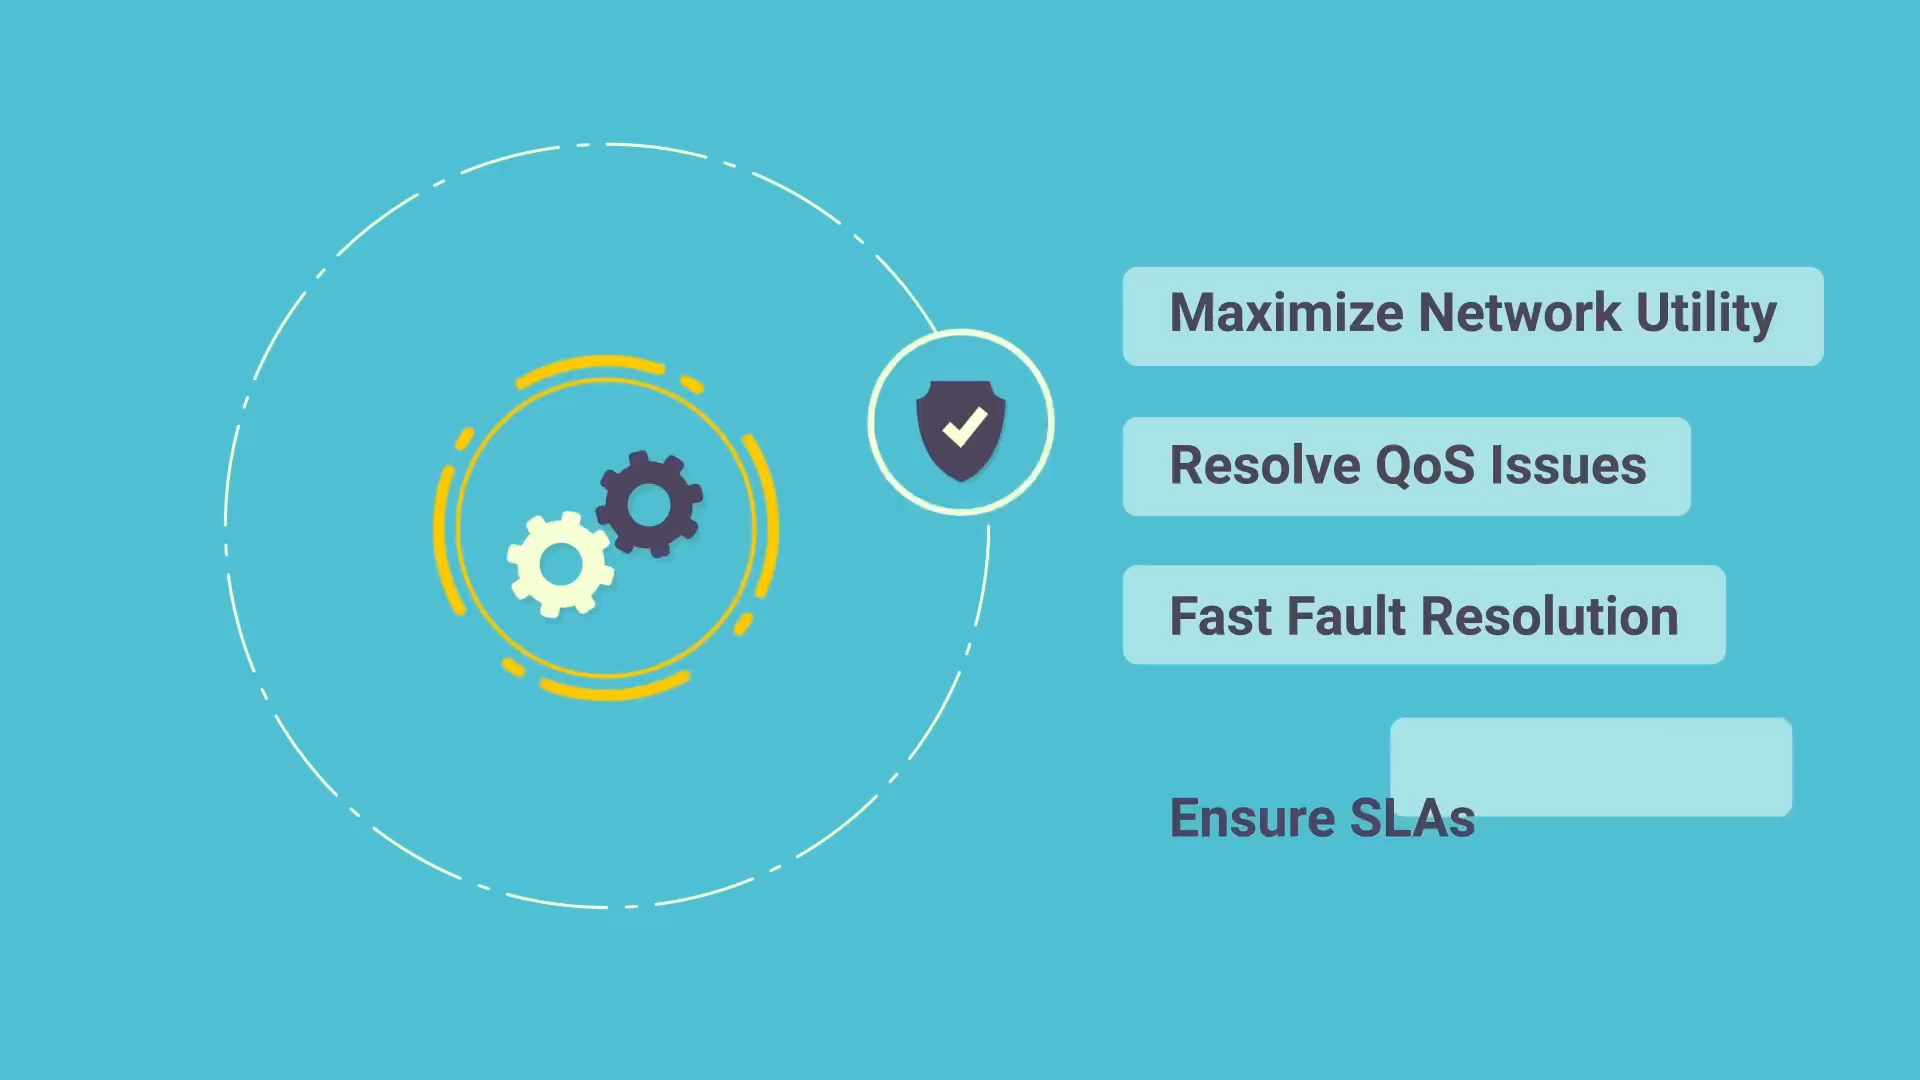 Maximize Network Utility
Resolve QoS Issues
Fast Fault Resolution
Ensure SLAs